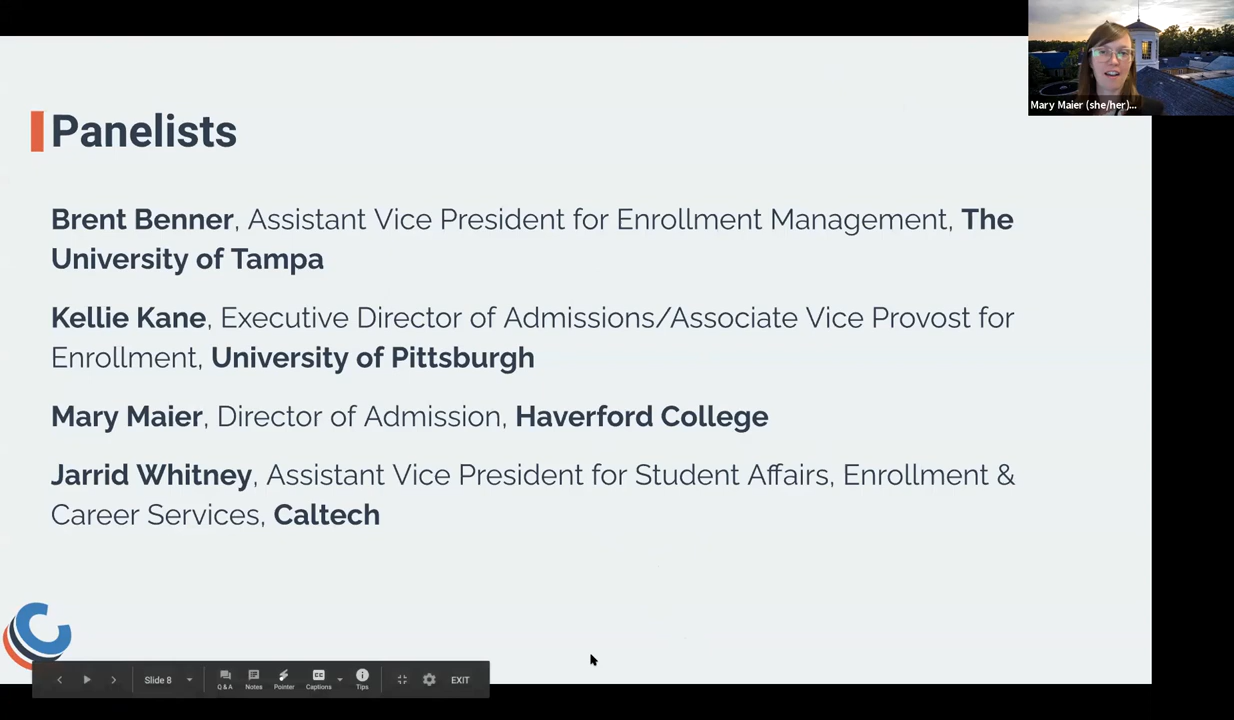 Mary Maier (she/her)...
Panelists
Brent Benner, Assistant Vice President for Enrollment Management, The
University of Tampa
Kellie Kane, Executive Director of Admissions/Associate Vice Provost for
Enrollment, University of Pittsburgh
Mary Maier, Director of Admission, Haverford College
Jarrid Whitney, Assistant Vice President for Student Affairs, Enrollment &
Career Services, Caltech
Slide 8
Q & A
Notes
Pointer
CC
Captions
Tips
EXIT